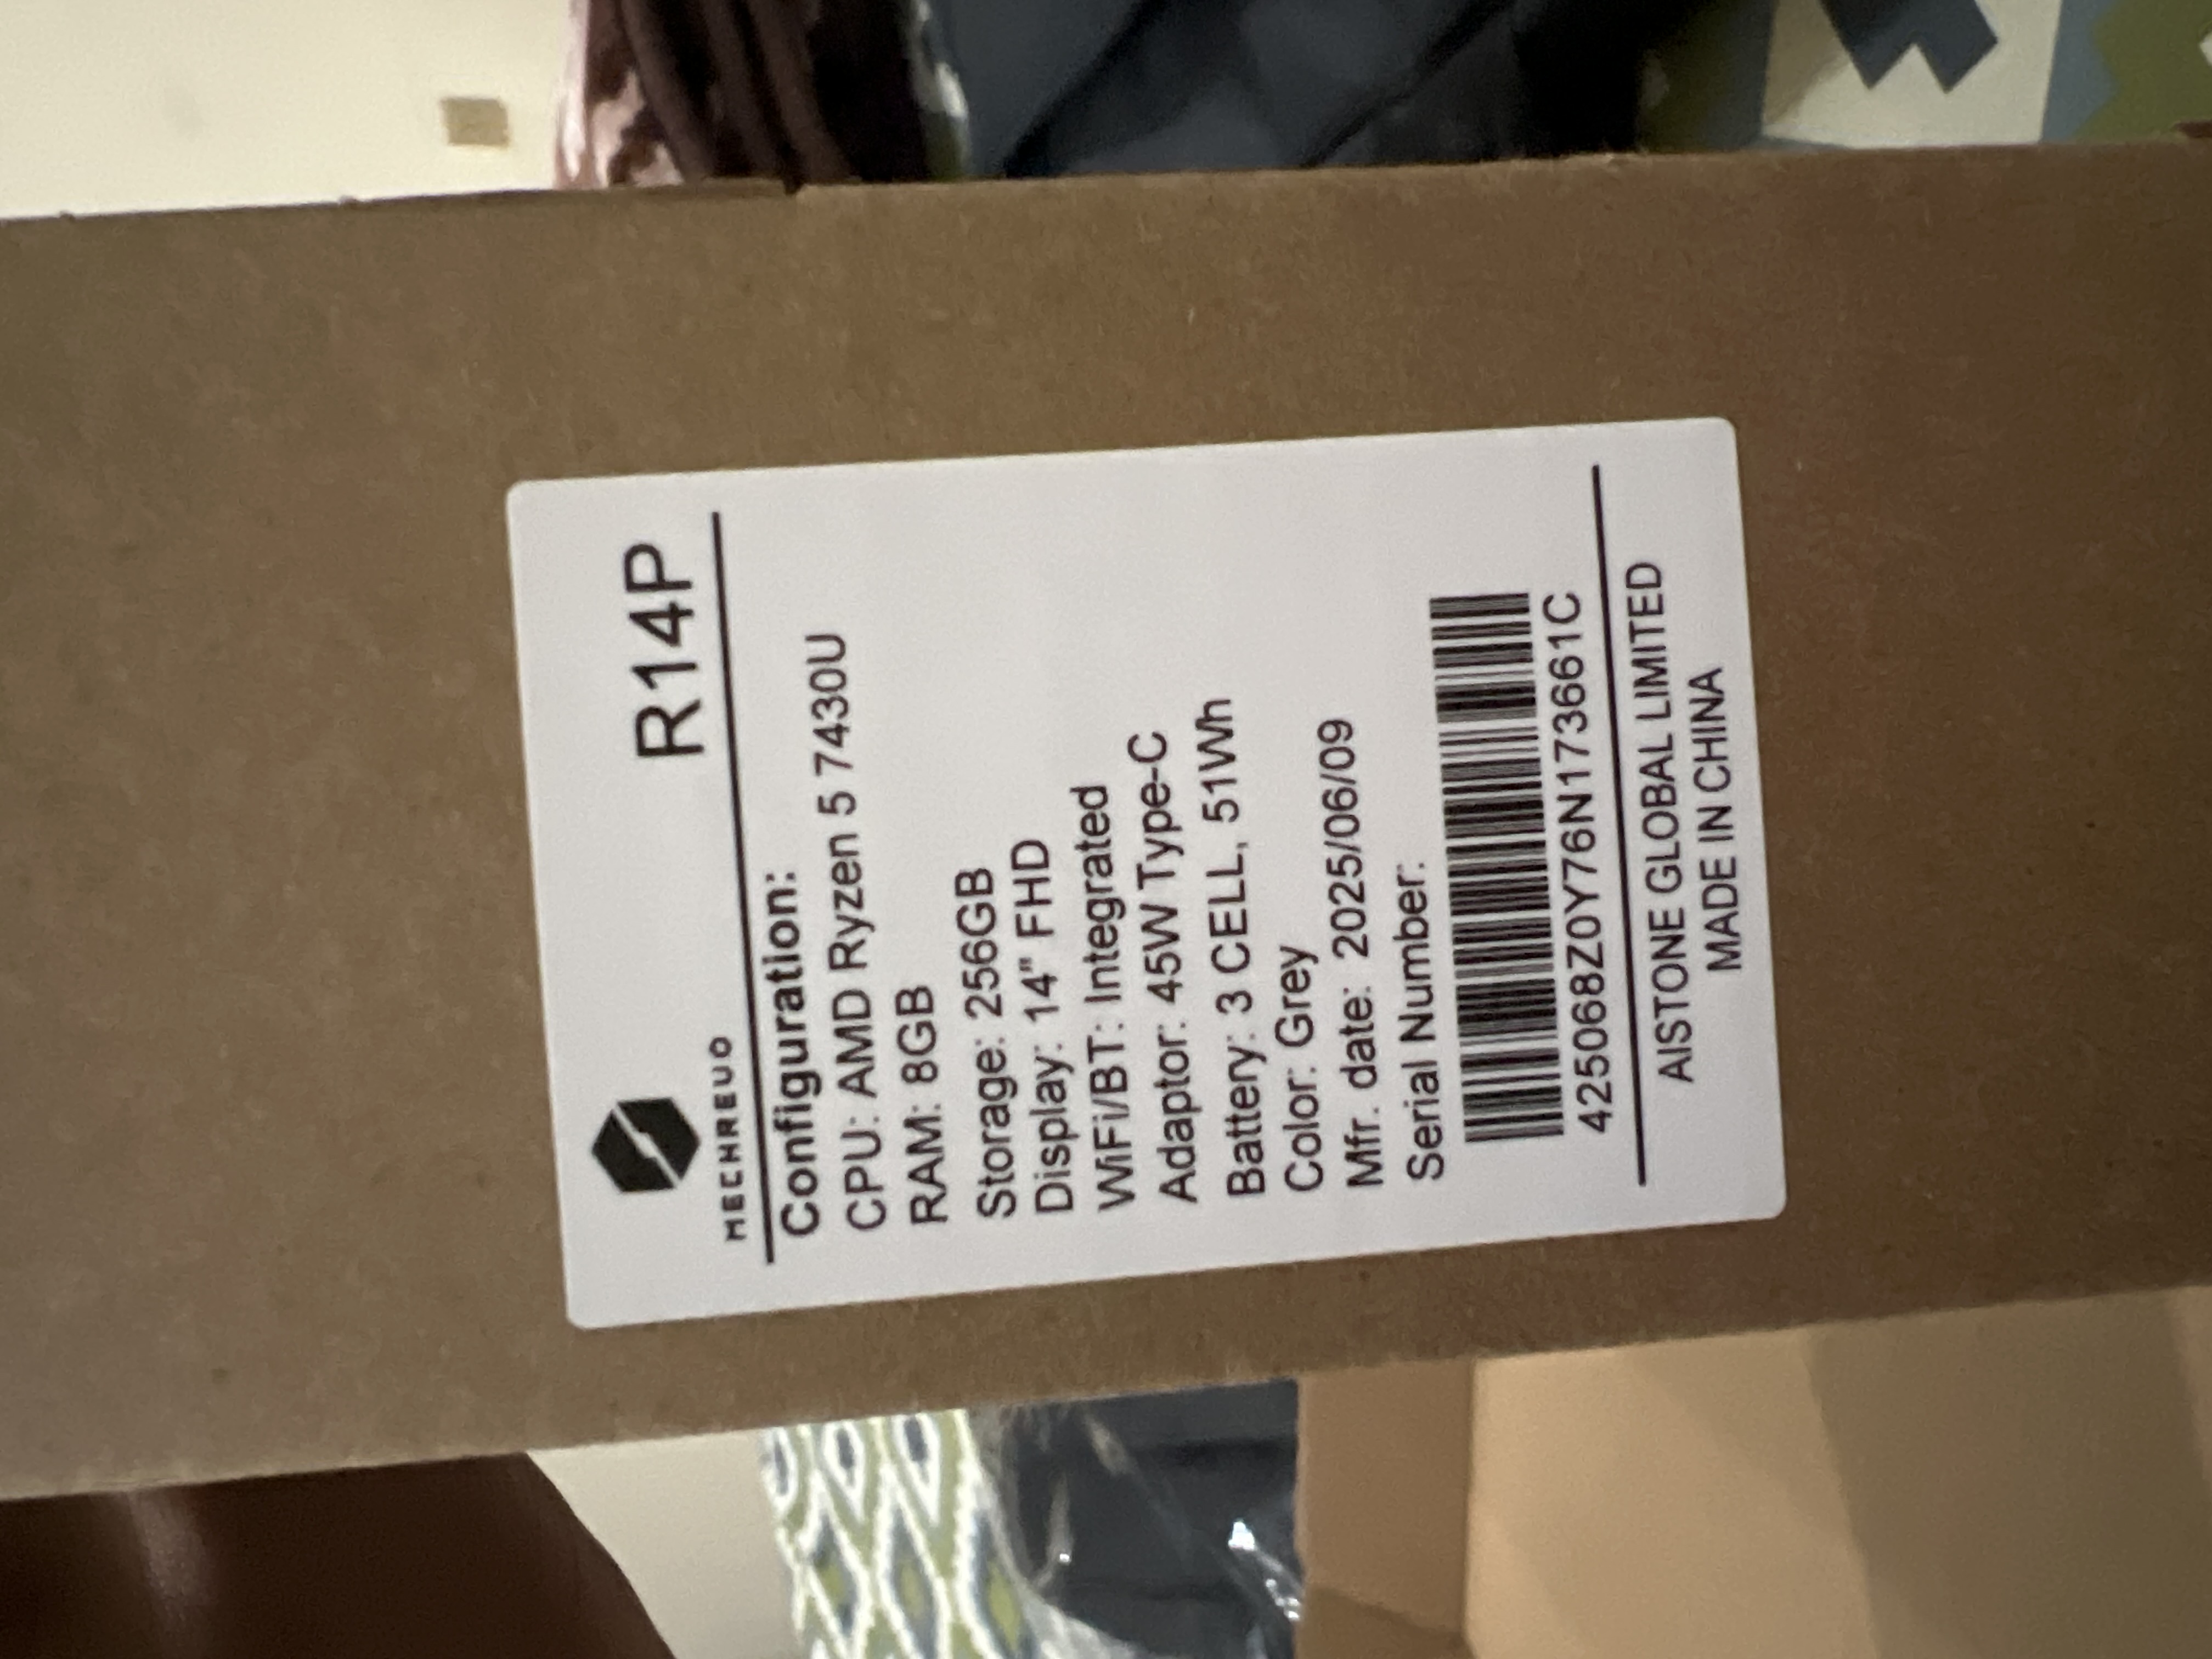 MECHREUO
R14P
Configuration:
CPU: AMD Ryzen 5 7430U
RAM: 8GB
Storage: 256GB
Display: 14" FHD
WiFi/BT: Integrated
Adaptor: 45W Type-C
Battery: 3 CELL, 51Wh
Color: Grey
Mfr. date: 2025/06/09
Serial Number:
425068Z0Y76N173661C
AISTONE GLOBAL LIMITED
MADE IN CHINA